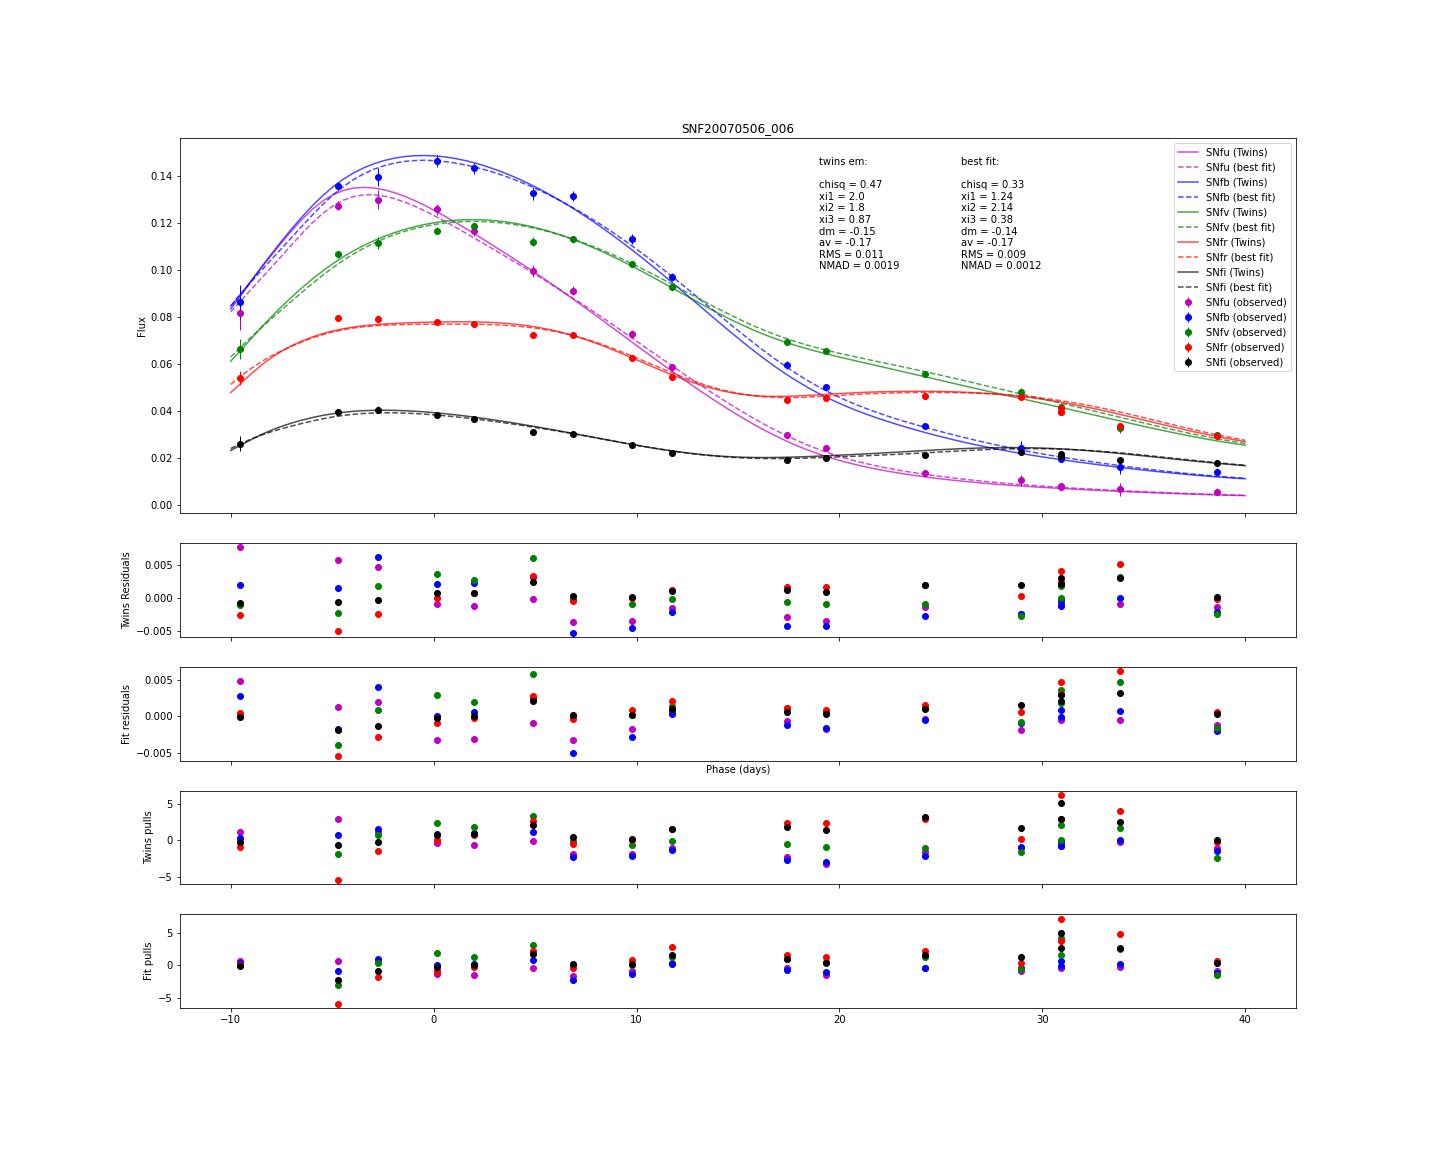 SNF20070506_006
twins em:
chisq = 0.47
xi1 = 2.0
xi2 = 1.8
xi3 = 0.87
dm = -0.15
av = -0.17
RMS = 0.011
NMAD = 0.0019
best fit:
chisq = 0.33
xi1 = 1.24
xi2 = 2.14
xi3 = 0.38
dm = -0.14
av = -0.17
RMS = 0.009
NMAD = 0.0012
SNfu (Twins)
SNfu (best fit)
SNfb (Twins)
SNfb (best fit)
SNfv (Twins)
SNfv (best fit)
SNfr (Twins)
SNfr (best fit)
SNfi (Twins)
SNfi (best fit)
SNfu (observed)
SNfb (observed)
SNfv (observed)
SNfr (observed)
SNfi (observed)
Flux
0.14
0.12
0.10
0.08
0.06
0.04
0.02
0.00
Twins Residuals
0.005
0.000
−0.005
Fit residuals
0.005
0.000
−0.005
Phase (days)
Twins pulls
5
0
−5
Fit pulls
5
0
−5
−10
0
10
20
30
40